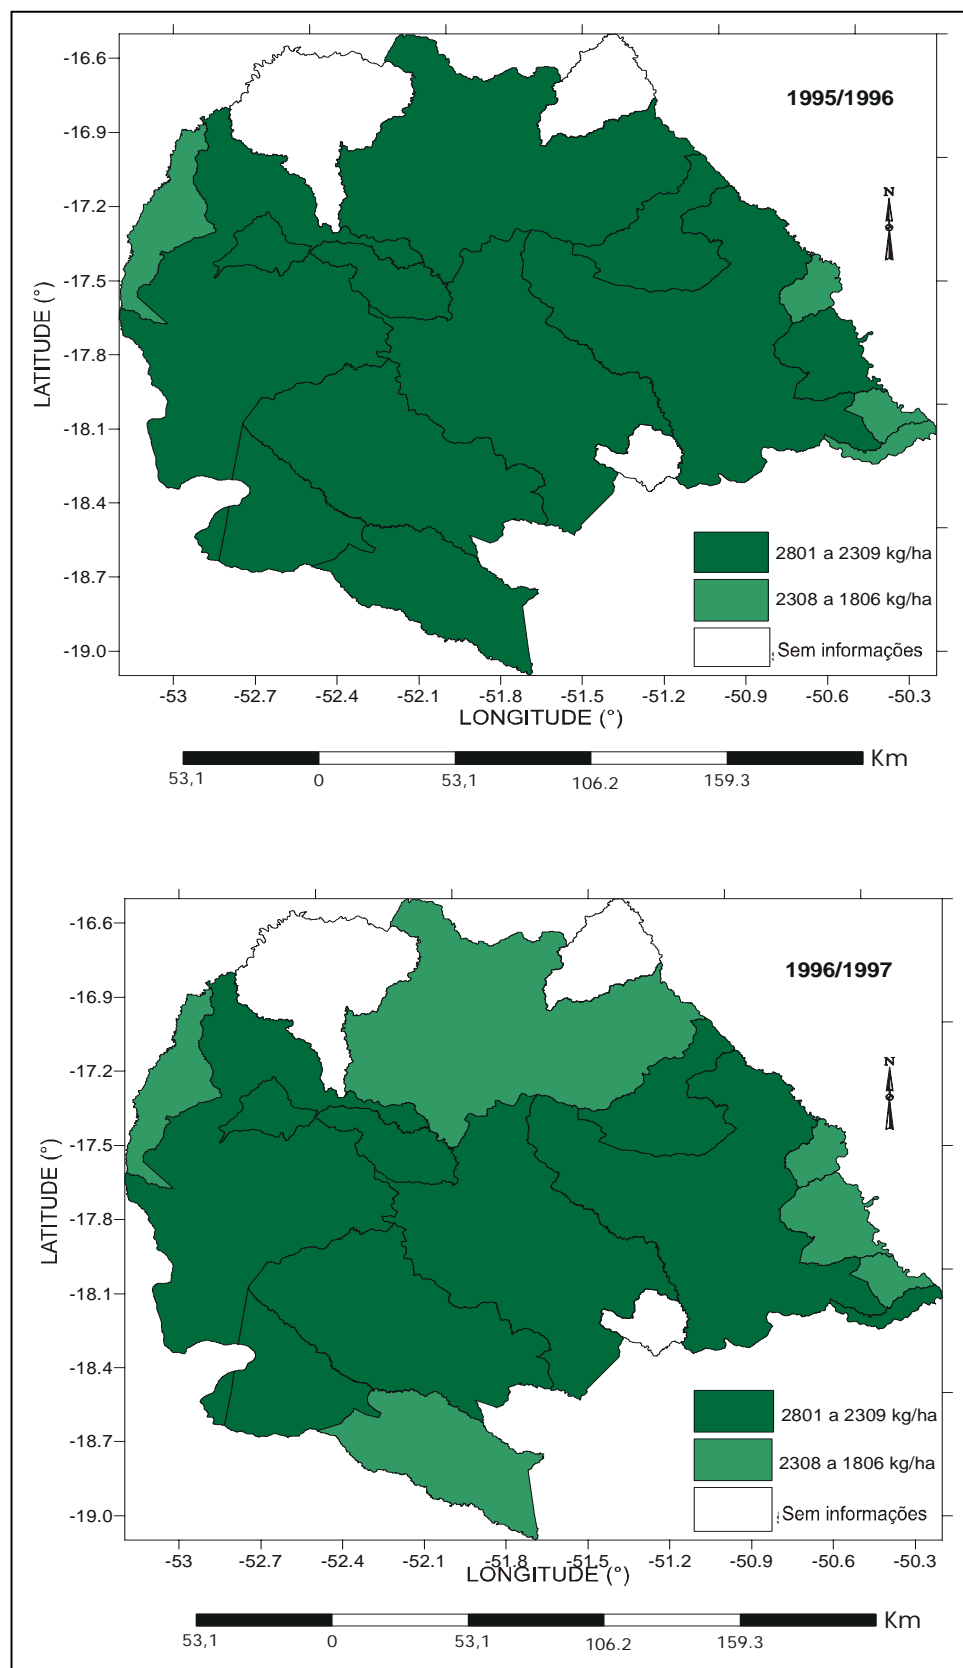 1995/1996
N
LATITUDE (°)
-16.6
-16.9
-17.2
-17.5
-17.8
-18.1
-18.4
-18.7
-19.0
2801 a 2309 kg/ha
2308 a 1806 kg/ha
Sem informações
-53 -52.7 -52.4 -52.1 -51.8 -51.5 -51.2 -50.9 -50.6 -50.3
LONGITUDE (°)
Km
53,1 0 53.1 106.2 159.3
1996/1997
N
LATITUDE (°)
-16.6
-16.9
-17.2
-17.5
-17.8
-18.1
-18.4
-18.7
-19.0
2801 a 2309 kg/ha
2308 a 1806 kg/ha
Sem informações
-53 -52.7 -52.4 -52.1 -51.8 -51.5 -51.2 -50.9 -50.6 -50.3
LONGITUDE (°)
Km
53,1 0 53,1 106.2 159.3